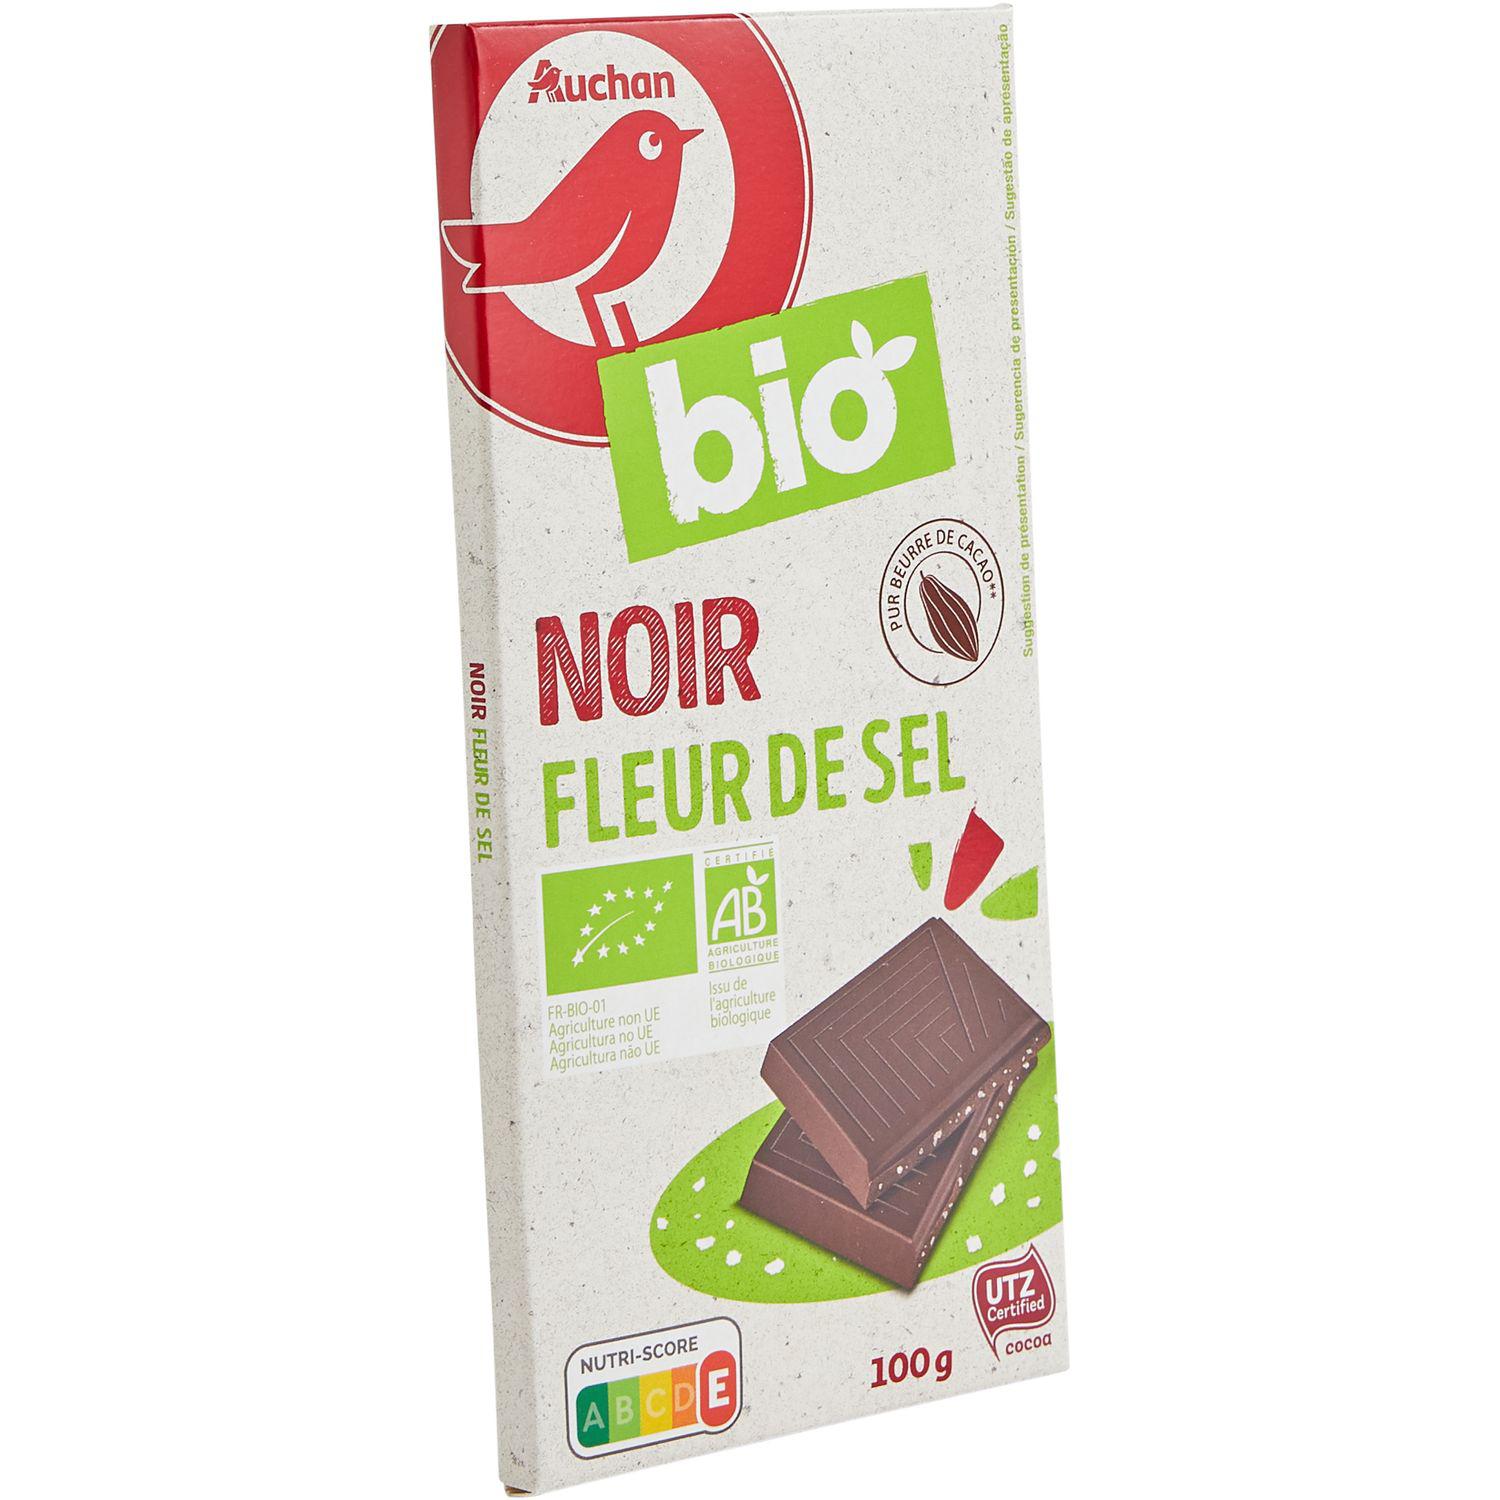 Auchan
bio
PUR BEURRE DE CACAO**
NOIR
FLEUR DE SEL
NOIR FLEUR DE SEL
CERTIFIÉ
AB
AGRICULTURE
BIOLOGIQUE
FR-BIO-01
Agriculture non UE
Agricultura no UE
Agricultura não UE
Issu de
l'agriculture
biologique
Suggestion de présentation / Sugerencia de presentación / Sugestão de apresentação
UTZ
Certified
cocoa
NUTRI-SCORE
A B C D E
100 g